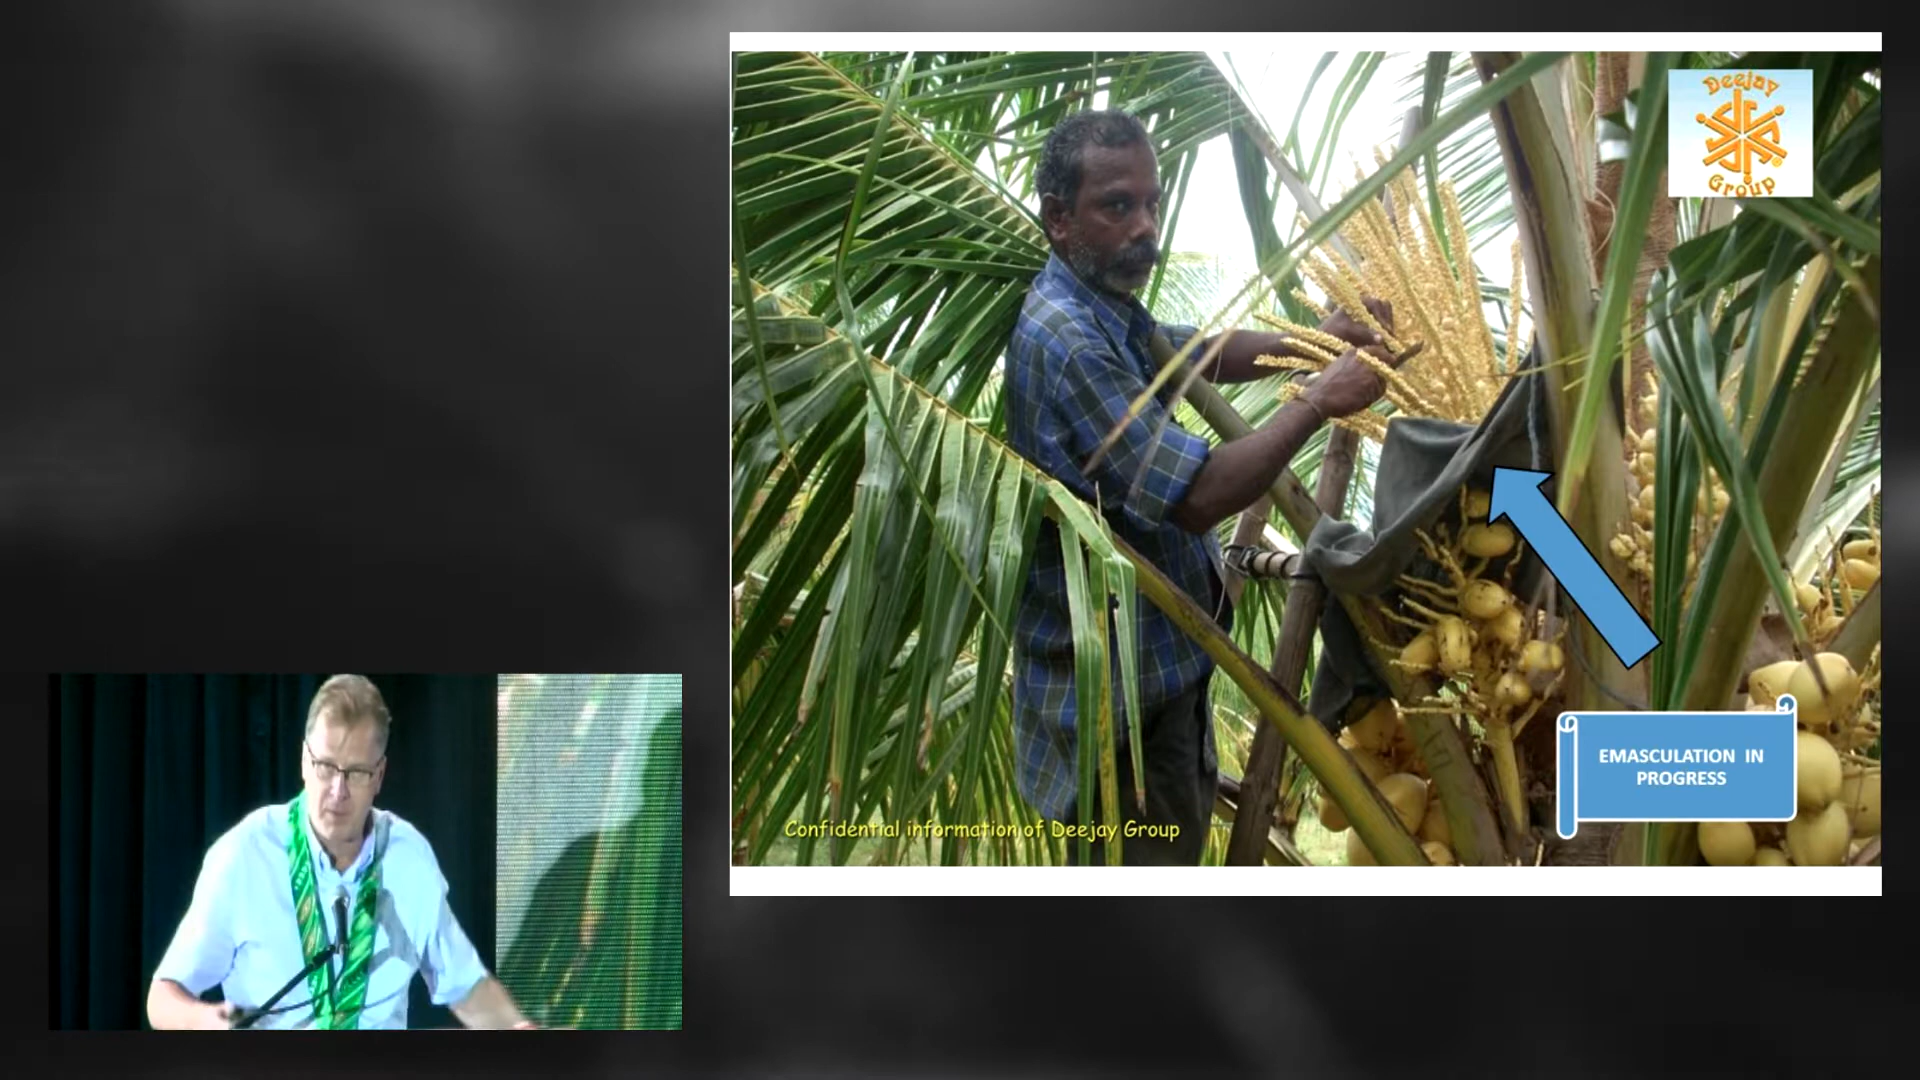 Deejay
Group
EMASCULATION IN
PROGRESS
Confidential information of Deejay Group